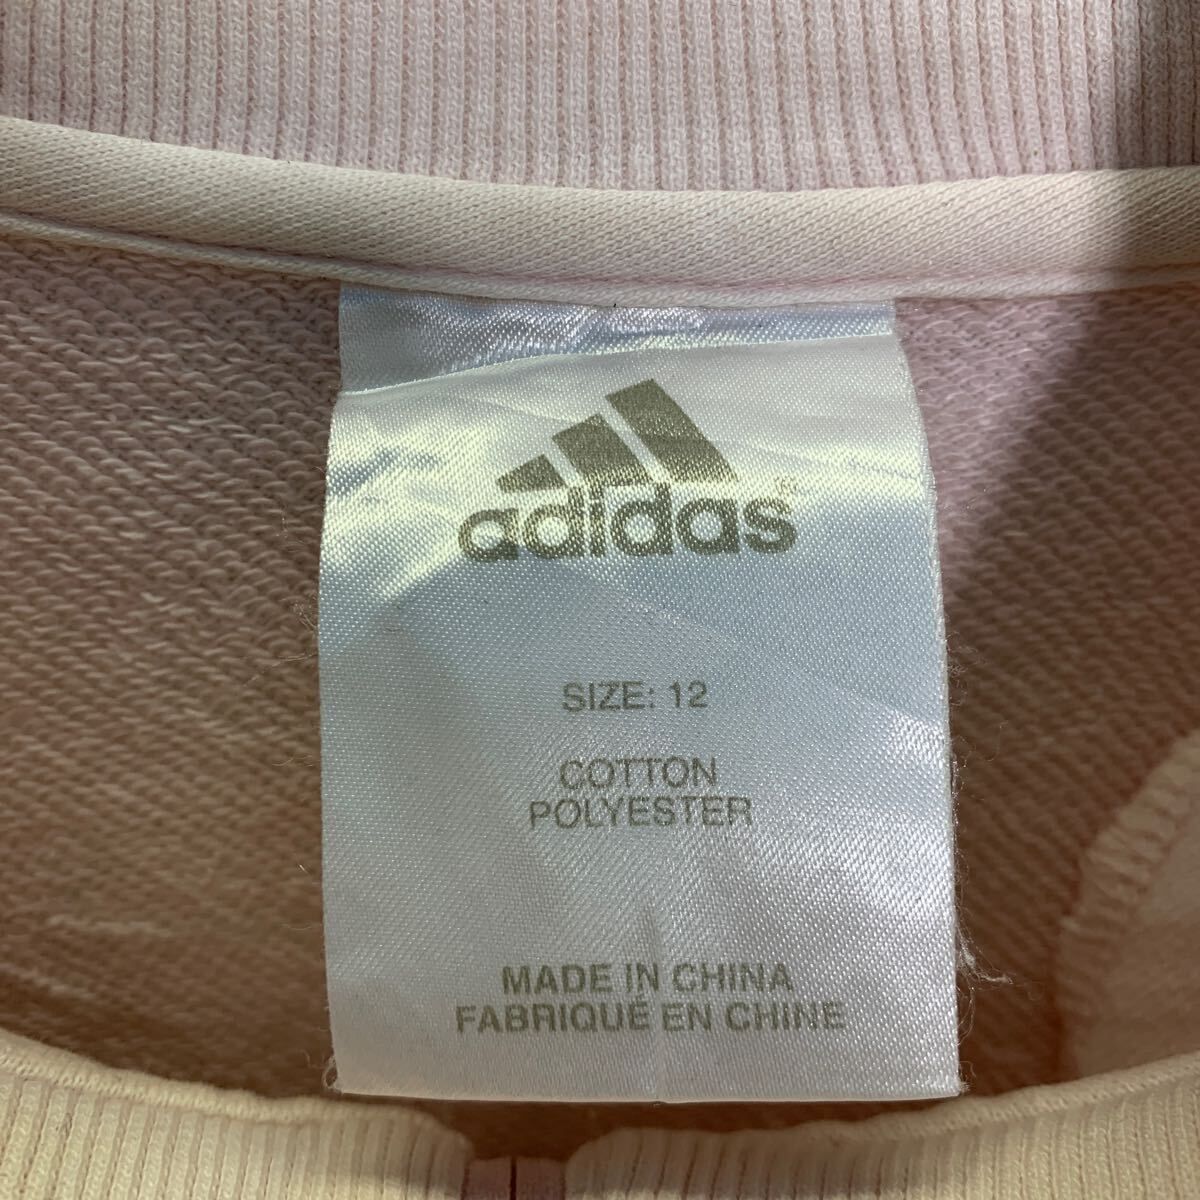 adidas®
SIZE: 12
COTTON
POLYESTER
MADE IN CHINA
FABRIQUÉ EN CHINE